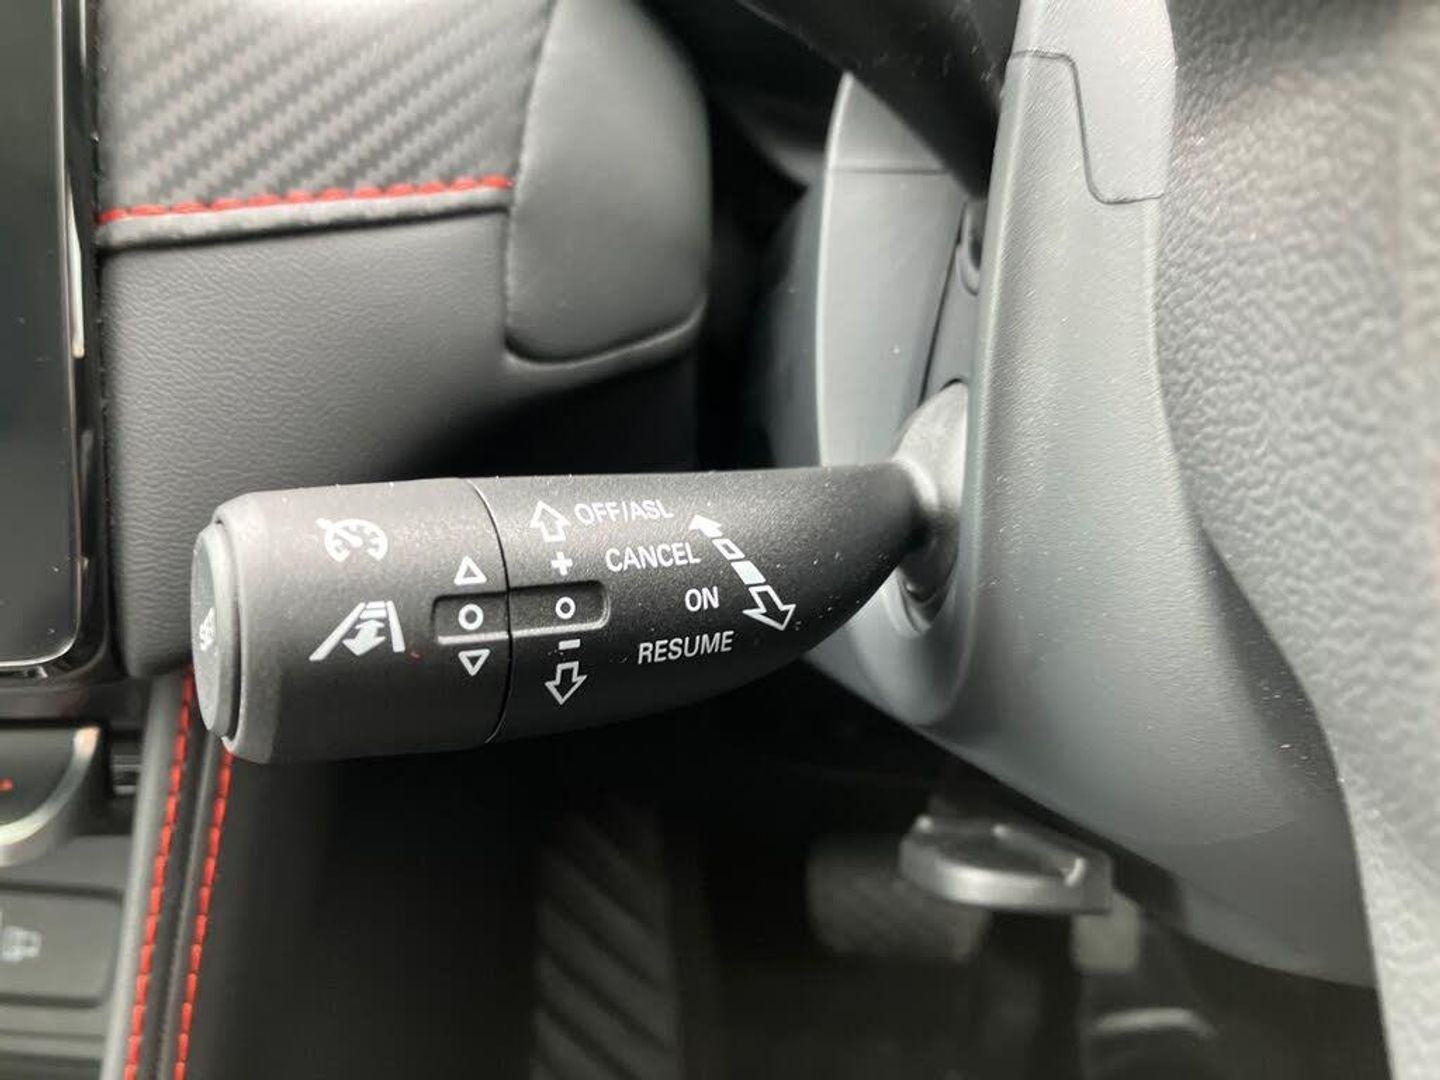 OFF/ASL
+
CANCEL
ON
-
RESUME